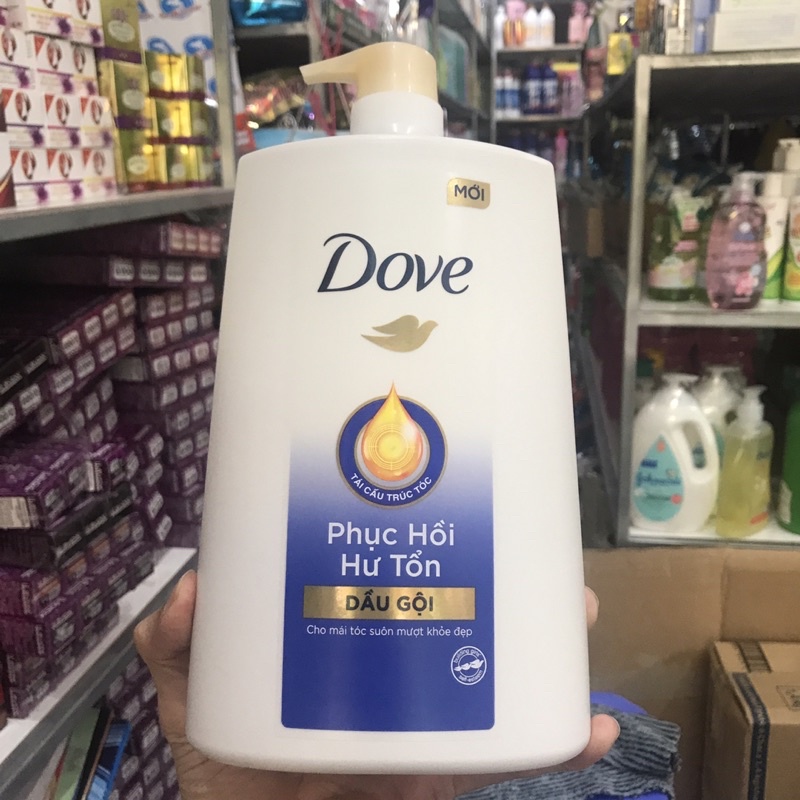 MỚI
Dove
TÁI CẤU TRÚC TÓC
Phục Hồi
Hư Tổn
DẦU GỘI
Cho mái tóc suôn mượt khỏe đẹp
Johnson's